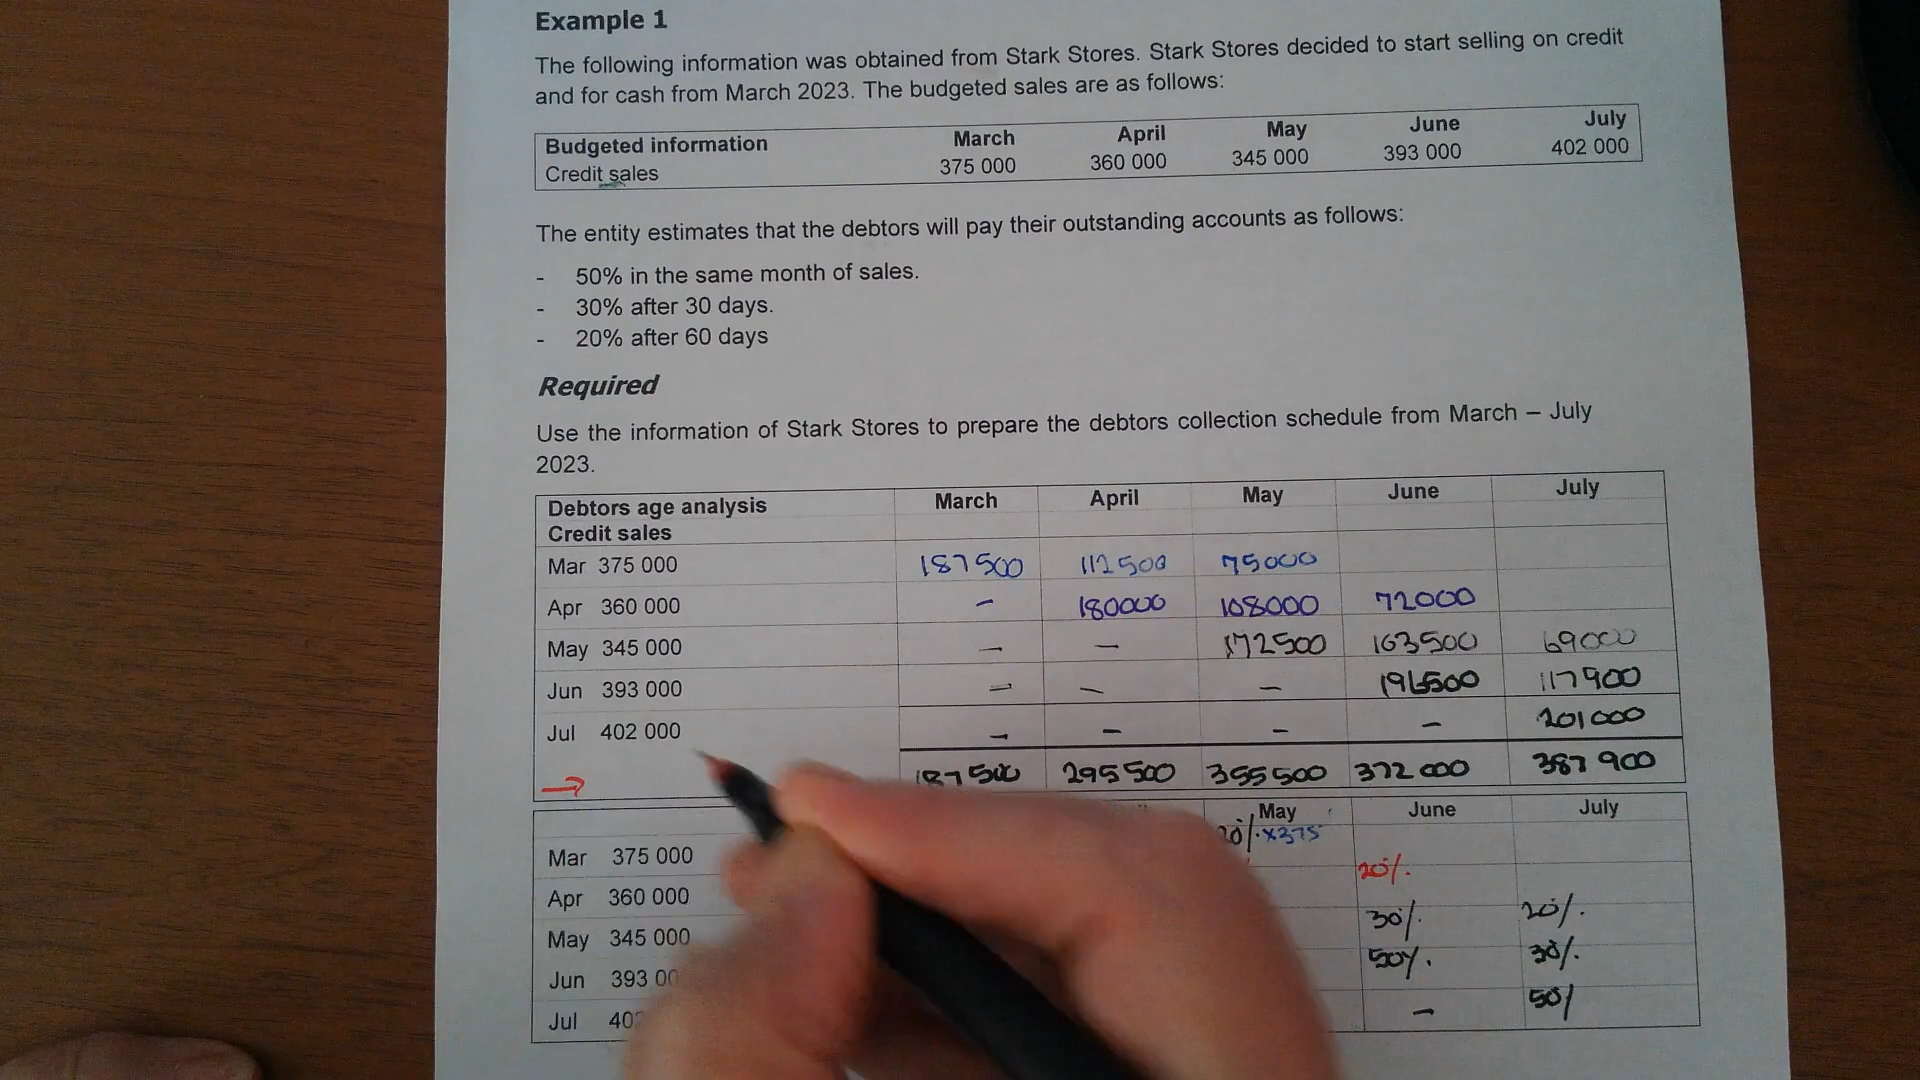 Example 1
The following information was obtained from Stark Stores. Stark Stores decided to start selling on credit
and for cash from March 2023. The budgeted sales are as follows:
Budgeted information March April May June July
Credit sales 375 000 360 000 345 000 393 000 402 000
The entity estimates that the debtors will pay their outstanding accounts as follows:
- 50% in the same month of sales.
- 30% after 30 days.
- 20% after 60 days
Required
Use the information of Stark Stores to prepare the debtors collection schedule from March – July
2023.
Debtors age analysis March April May June July
Credit sales
Mar 375 000 187500 112500 75000
Apr 360 000 - 180000 108000 72000
May 345 000 - - 172500 103500 69000
Jun 393 000 - - - 196500 117900
Jul 402 000 - - - - 201000
→ 187500 295500 355500 372000 387900
May June July
Mar 375 000 20%×375
Apr 360 000 20%
May 345 000 30% 20%
Jun 393 00 50% 30%
Jul 40 - 50%